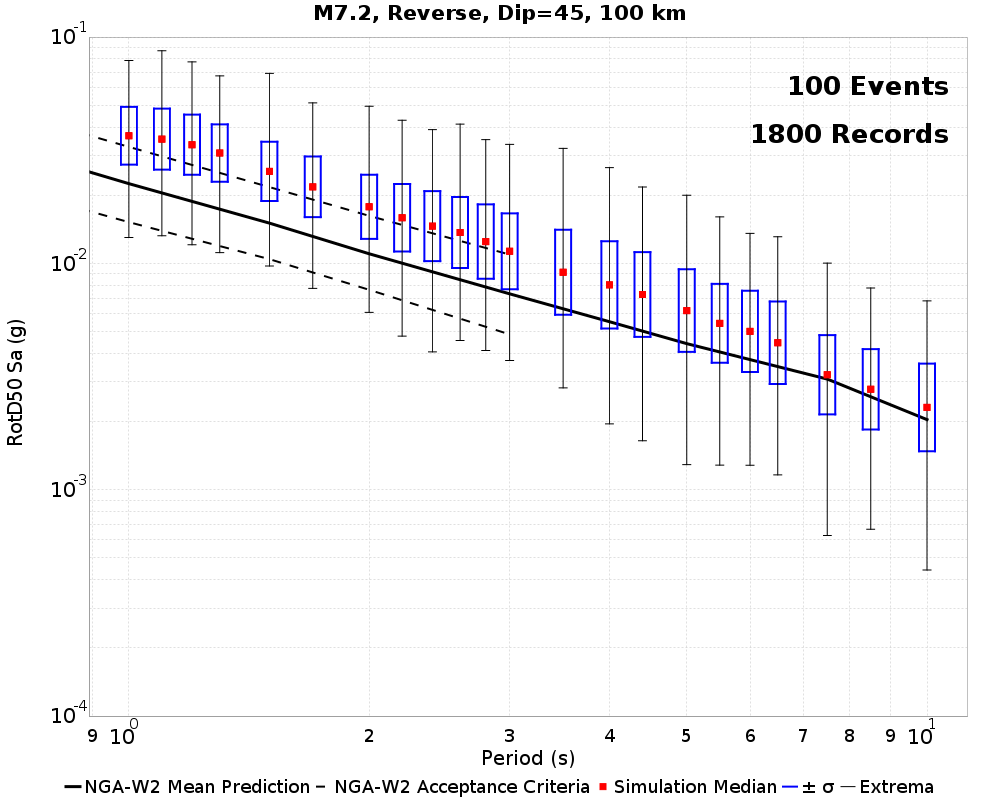 M7.2, Reverse, Dip=45, 100 km
100 Events
1800 Records
RotD50 Sa (g)
10^-1
10^-2
10^-3
10^-4
9 10^0 2 3 4 5 6 7 8 9 10^1
Period (s)
NGA-W2 Mean Prediction NGA-W2 Acceptance Criteria Simulation Median ± σ Extrema